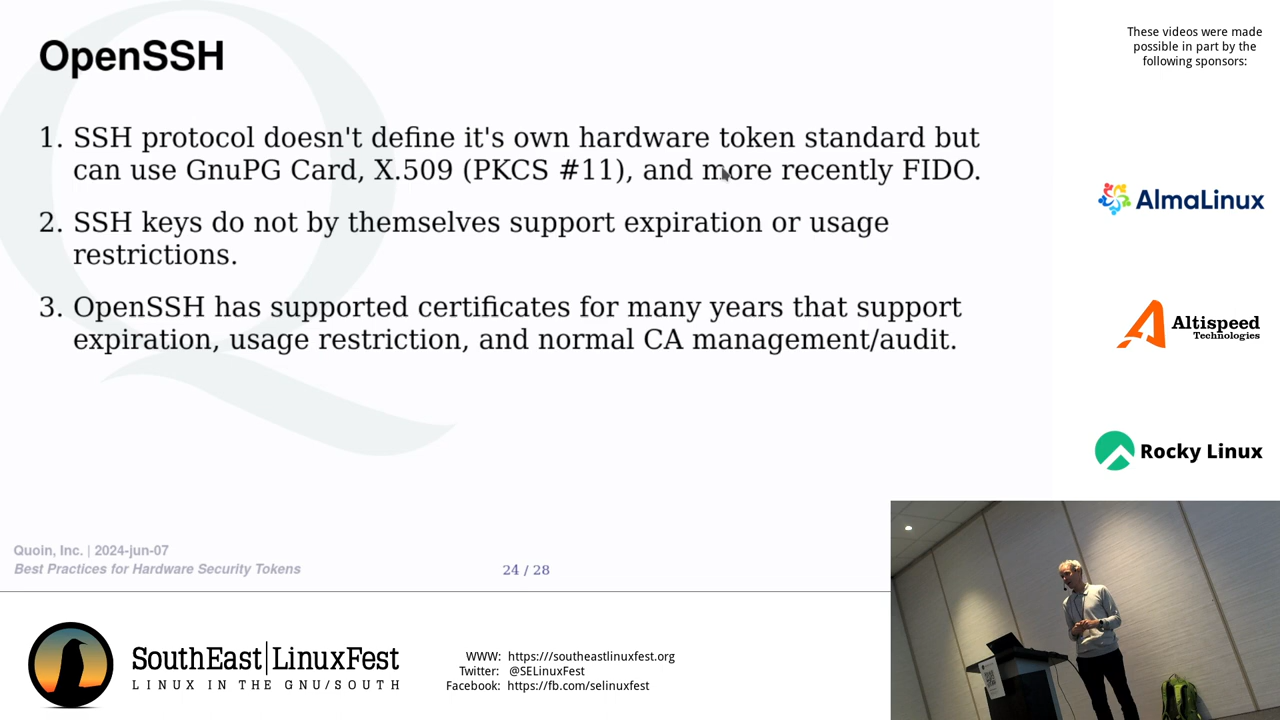 OpenSSH
1. SSH protocol doesn't define it's own hardware token standard but
can use GnuPG Card, X.509 (PKCS #11), and more recently FIDO.
2. SSH keys do not by themselves support expiration or usage
restrictions.
3. OpenSSH has supported certificates for many years that support
expiration, usage restriction, and normal CA management/audit.
Quoin, Inc. | 2024-jun-07
Best Practices for Hardware Security Tokens
24 / 28
These videos were made
possible in part by the
following sponsors:
AlmaLinux
Altispeed
Technologies
Rocky Linux
SouthEast|LinuxFest
LINUX IN THE GNU/SOUTH
WWW: https:///southeastlinuxfest.org
Twitter: @SELinuxFest
Facebook: https://fb.com/selinuxfest